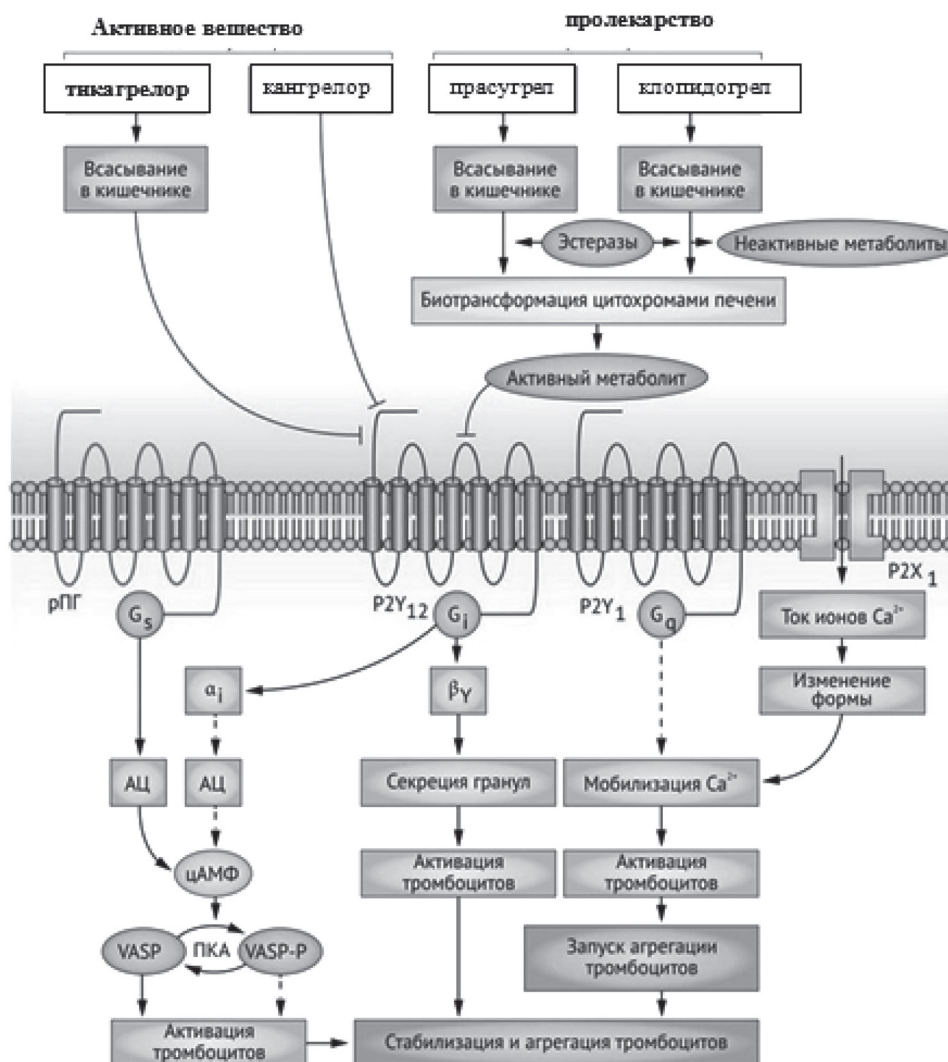 Активное вешество
пролекарство
тикагрелор
кангрелор
прасугрел
клопидогрел
Всасывание
в кишечнике
Всасывание
в кишечнике
Всасывание
в кишечнике
Эстеразы
Неактивные метаболиты
Биотрансформация цитохромами печени
Активный метаболит
рПГ
P2Y12
P2Y1
P2X1
Gs
Gi
Gq
Ток ионов Ca2+
αi
βγ
Изменение
формы
АЦ
АЦ
Секреция гранул
Мобилизация Ca2+
цАМФ
Активация
тромбоцитов
Активация
тромбоцитов
VASP
ПКА
VASP-P
Запуск агрегации
тромбоцитов
Активация
тромбоцитов
Стабилизация и агрегация тромбоцитов